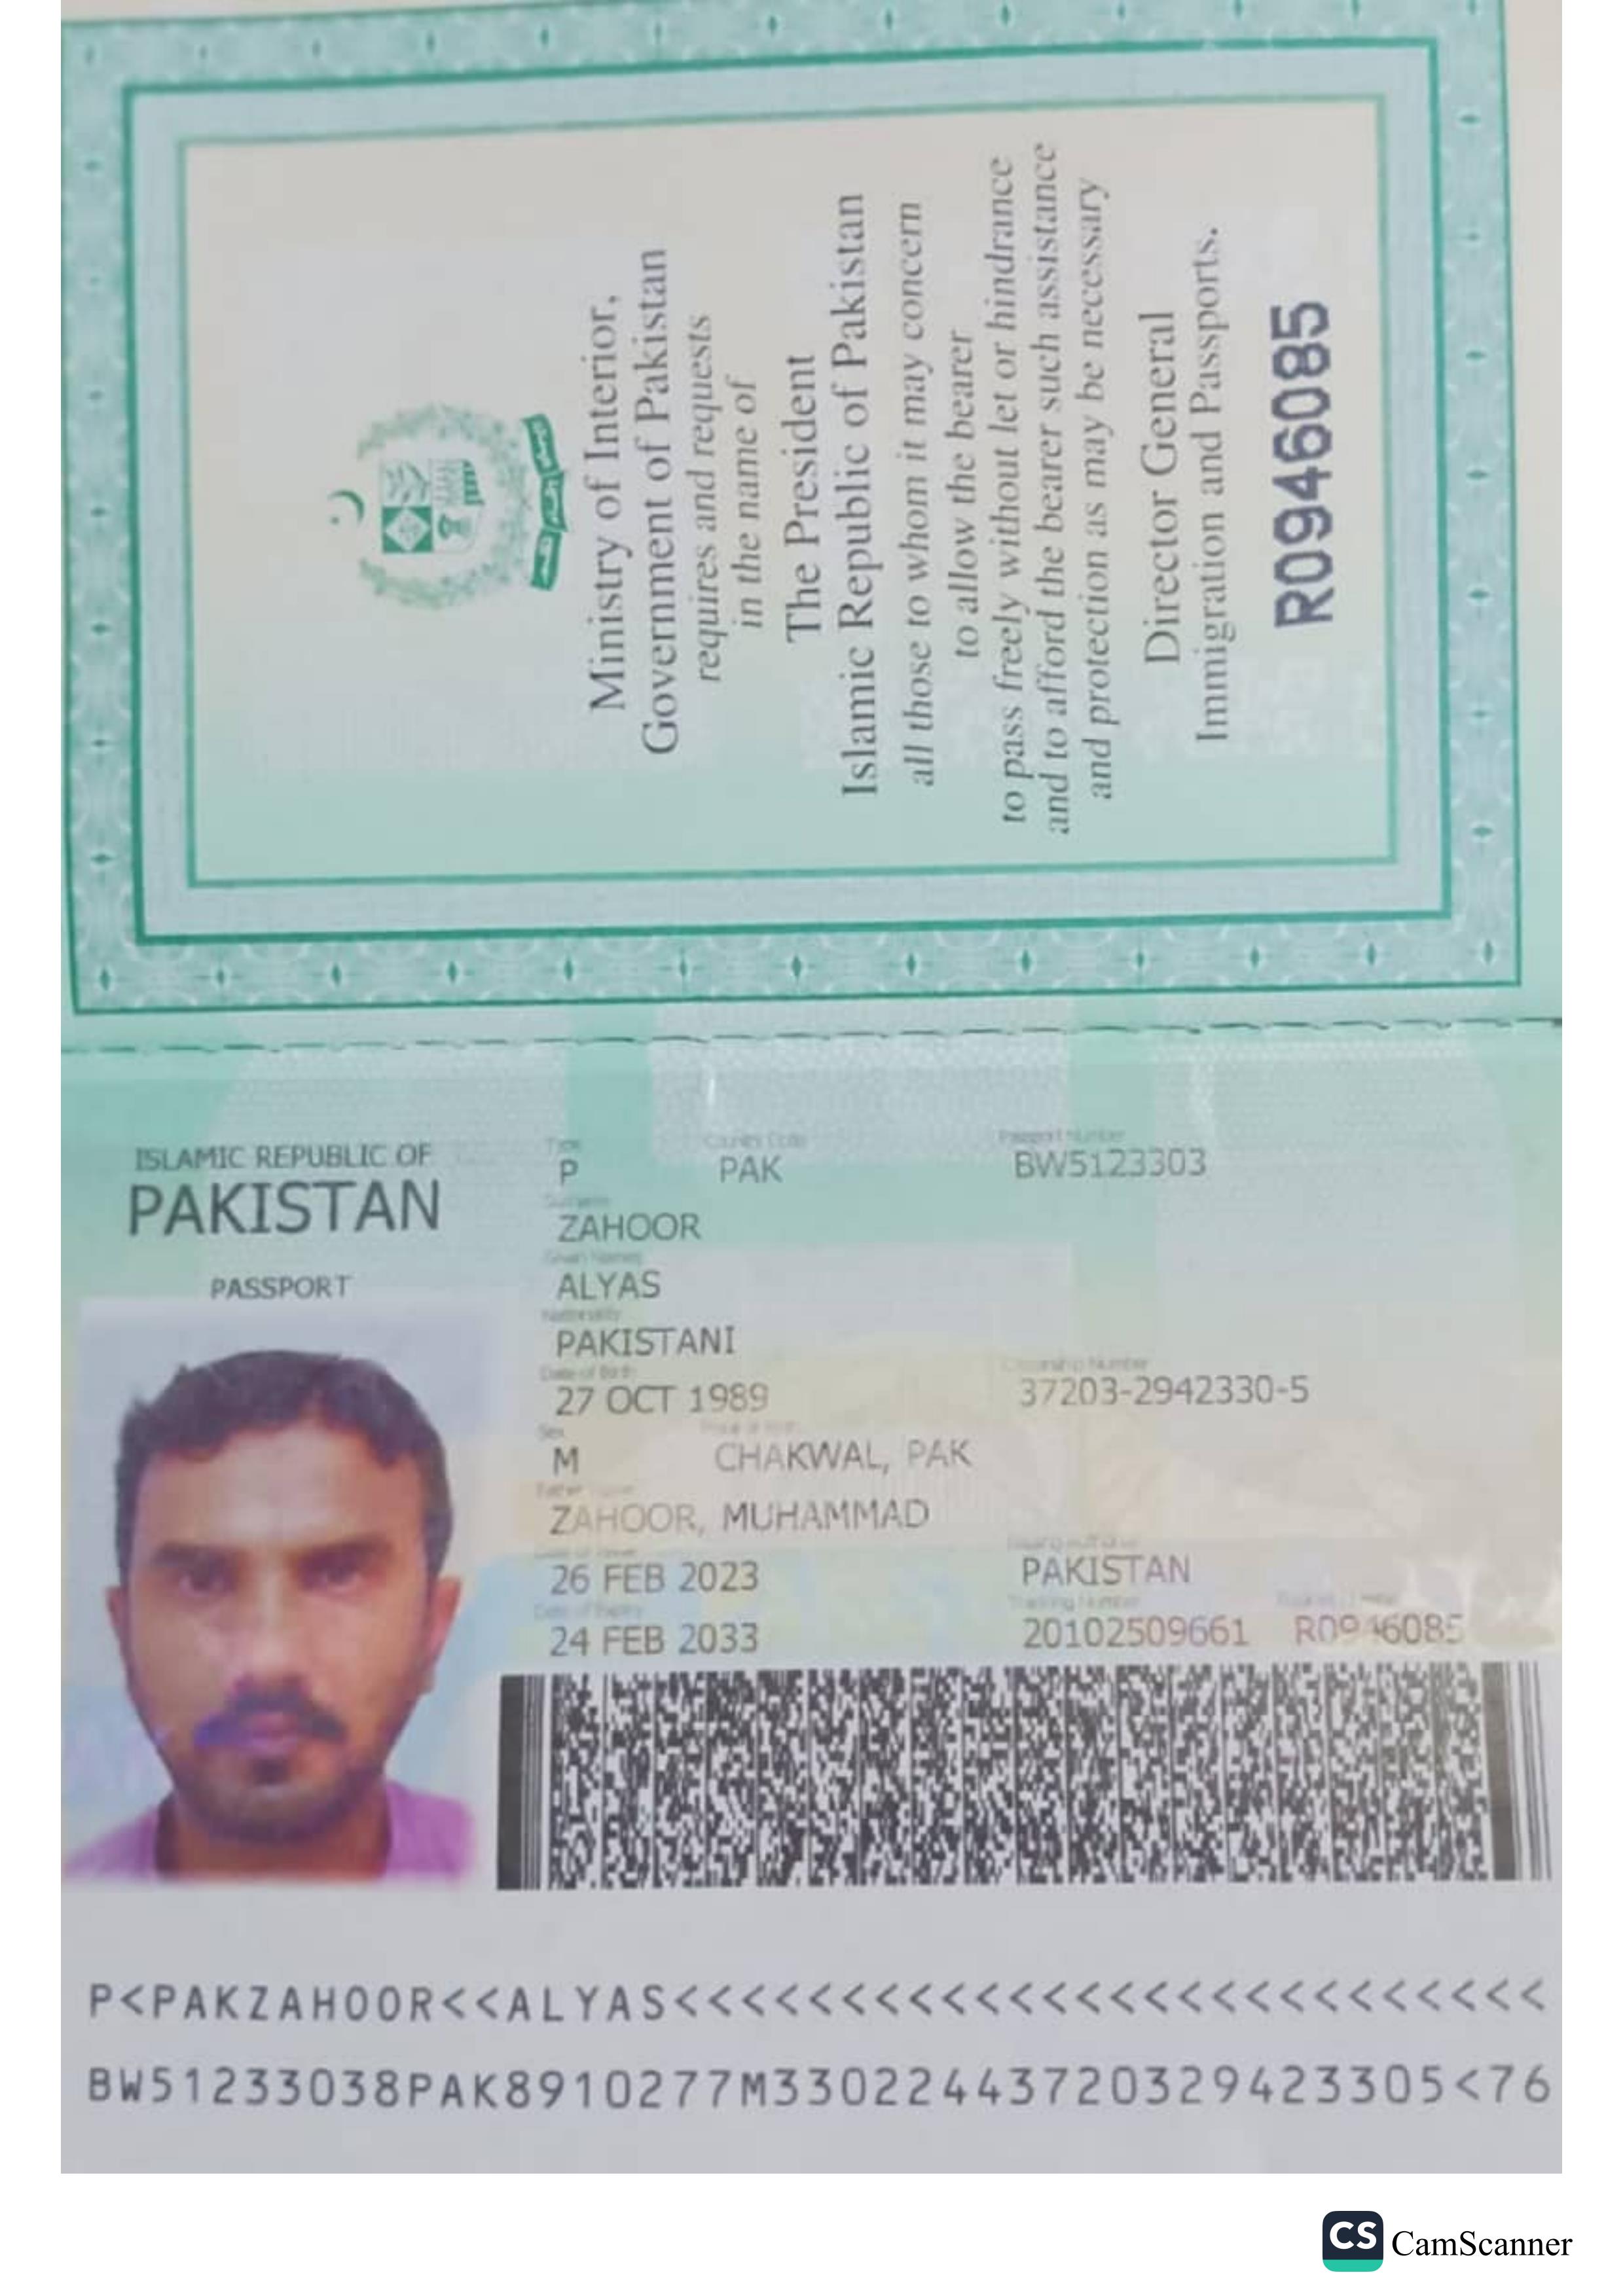 Ministry of Interior,
Government of Pakistan
requires and requests
in the name of
The President
Islamic Republic of Pakistan
all those to whom it may concern
to allow the bearer
to pass freely without let or hindrance
and to afford the bearer such assistance
and protection as may be necessary
Director General
Immigration and Passports.
R0946085
ISLAMIC REPUBLIC OF
PAKISTAN
PASSPORT
Type Country Code Passport Number
P PAK BW5123303
Surname
ZAHOOR
Given Names
ALYAS
Nationality
PAKISTANI
Date of Birth Citizenship Number
27 OCT 1989 37203-2942330-5
Sex Place of Birth
M CHAKWAL, PAK
Father Name
ZAHOOR, MUHAMMAD
Date of Issue Issuing Authority
26 FEB 2023 PAKISTAN
Date of Expiry Tracking Number
24 FEB 2033 20102509661 R0946085
P<PAKZAHOOR<<ALYAS<<<<<<<<<<<<<<<<<<<<<<<<<<
BW51233038PAK8910277M33022443720329423305<76
CS CamScanner